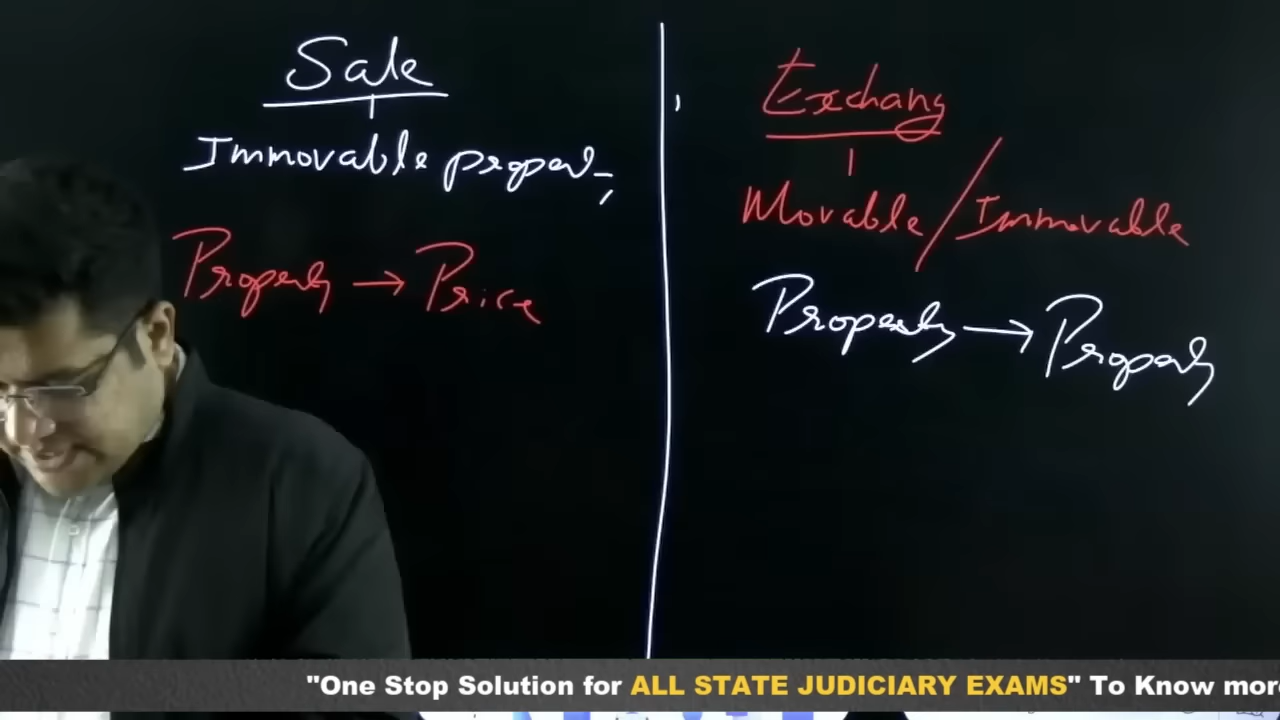 Sale
Immovable propert,
Property → Price
Exchang
Movable/Immovable
Property → Property
"One Stop Solution for ALL STATE JUDICIARY EXAMS" To Know more